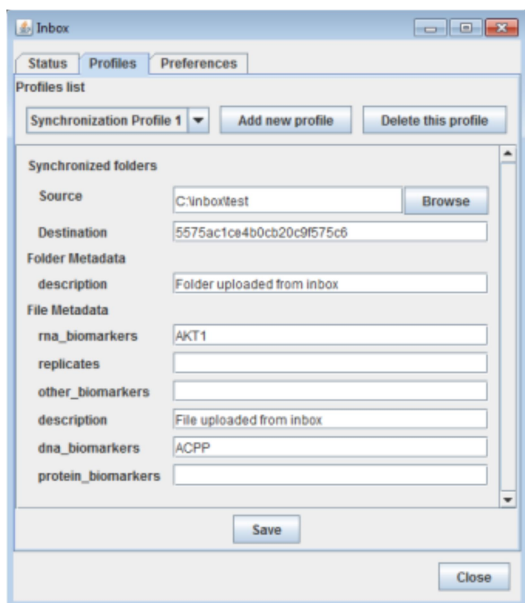 Inbox
Status Profiles Preferences
Profiles list
Synchronization Profile 1 Add new profile Delete this profile
Synchronized folders
Source C:\inbox\test Browse
Destination 5575ac1ce4b0cb20c9f575c6
Folder Metadata
description Folder uploaded from inbox
File Metadata
rna_biomarkers AKT1
replicates
other_biomarkers
description File uploaded from inbox
dna_biomarkers ACPP
protein_biomarkers
Save
Close